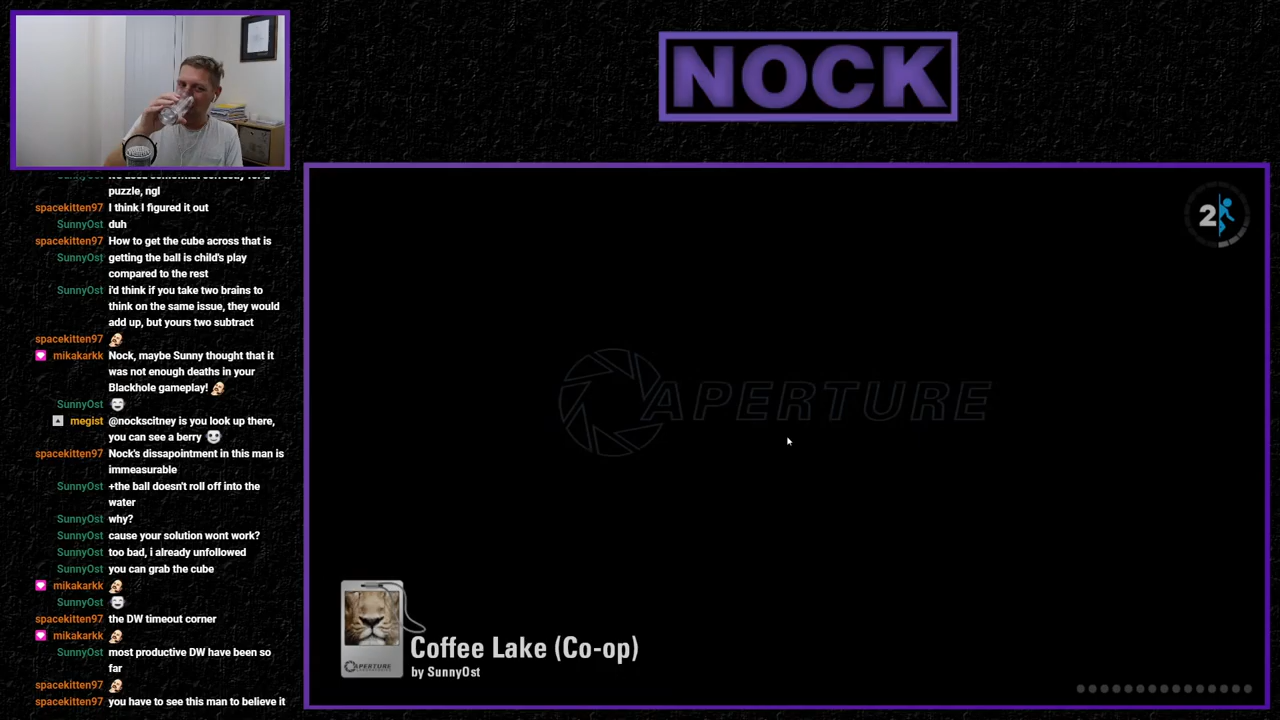 NOCK
puzzle, ngl
spacekitten97 I think I figured it out
SunnyOst duh
spacekitten97 How to get the cube across that is
SunnyOst getting the ball is child's play
compared to the rest
SunnyOst i'd think if you take two brains to
think on the same issue, they would
add up, but yours two subtract
spacekitten97
mikakarkk Nock, maybe Sunny thought that it
was not enough deaths in your
Blackhole gameplay!
SunnyOst
megist @nockscitney is you look up there,
you can see a berry
spacekitten97 Nock's dissapointment in this man is
immeasurable
SunnyOst +the ball doesn't roll off into the
water
SunnyOst why?
SunnyOst cause your solution wont work?
SunnyOst too bad, i already unfollowed
SunnyOst you can grab the cube
mikakarkk
SunnyOst
spacekitten97 the DW timeout corner
mikakarkk
SunnyOst most productive DW have been so
far
spacekitten97
spacekitten97 you have to see this man to believe it
2
APERTURE
APERTURE
Coffee Lake (Co-op)
by SunnyOst